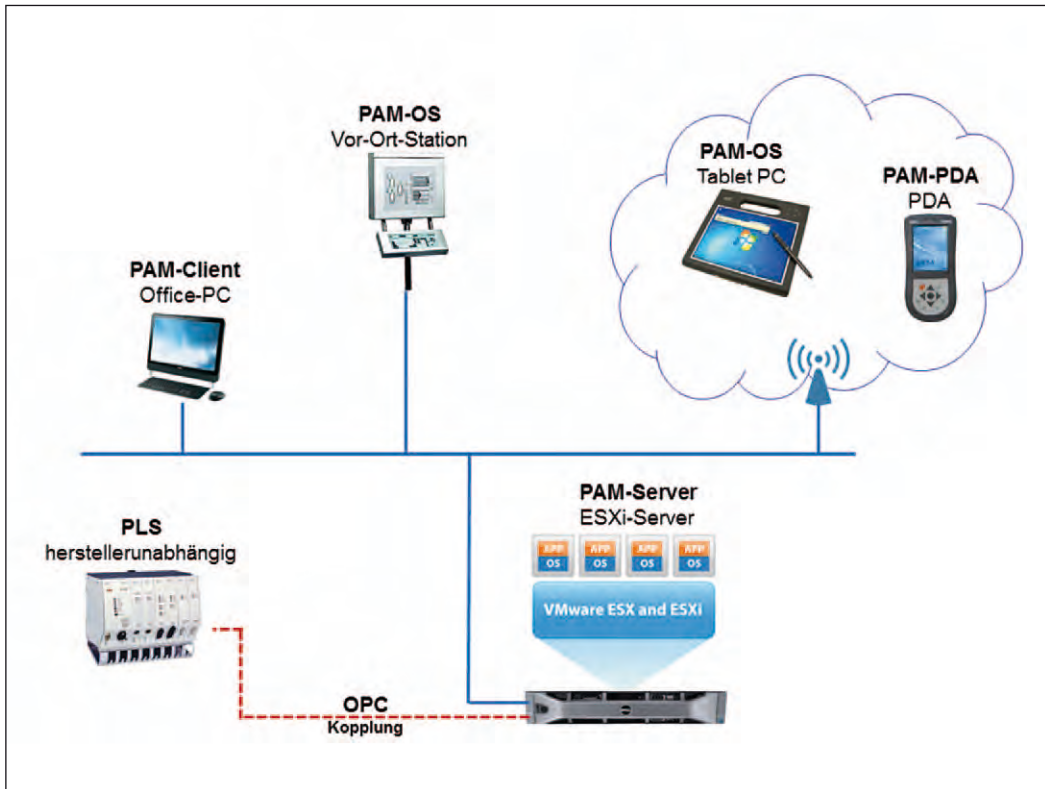 PAM-OS
Vor-Ort-Station
PAM-OS
Tablet PC
PAM-PDA
PDA
PAM-Client
Office-PC
PAM-Server
ESXi-Server
APP
OS
APP
OS
APP
OS
APP
OS
VMware ESX and ESXi
PLS
herstellerunabhängig
OPC
Kopplung